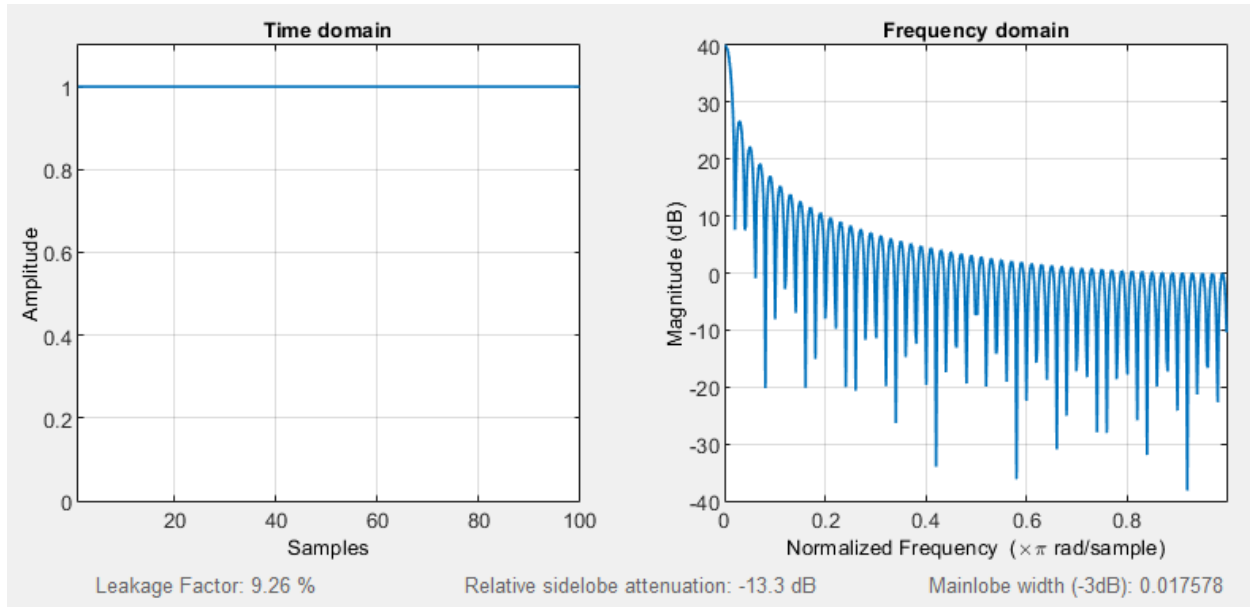 Time domain
1
0.8
0.6
0.4
0.2
0
Amplitude
20 40 60 80 100
Samples
Frequency domain
40
30
20
10
0
-10
-20
-30
-40
Magnitude (dB)
0 0.2 0.4 0.6 0.8
Normalized Frequency (×π rad/sample)
Leakage Factor: 9.26 % Relative sidelobe attenuation: -13.3 dB Mainlobe width (-3dB): 0.017578